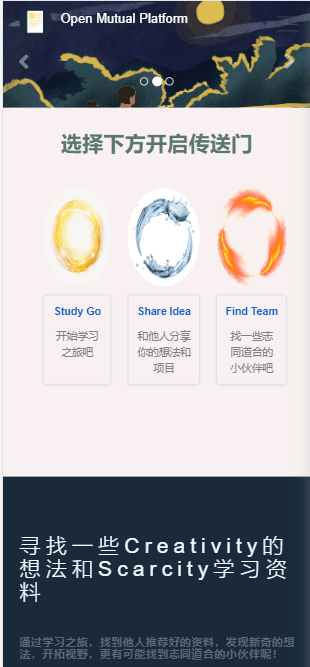 Open Mutual Platform
选择下方开启传送门
Study Go
开始学习
之旅吧
Share Idea
和他人分享
你的想法和
项目
Find Team
找一些志
同道合的
小伙伴吧
寻找一些Creativity的
想法和Scarcity学习资
料
通过学习之旅，找到他人推荐好的资料，发现新奇的想
法，开拓视野，更有可能找到志同道合的小伙伴呢！